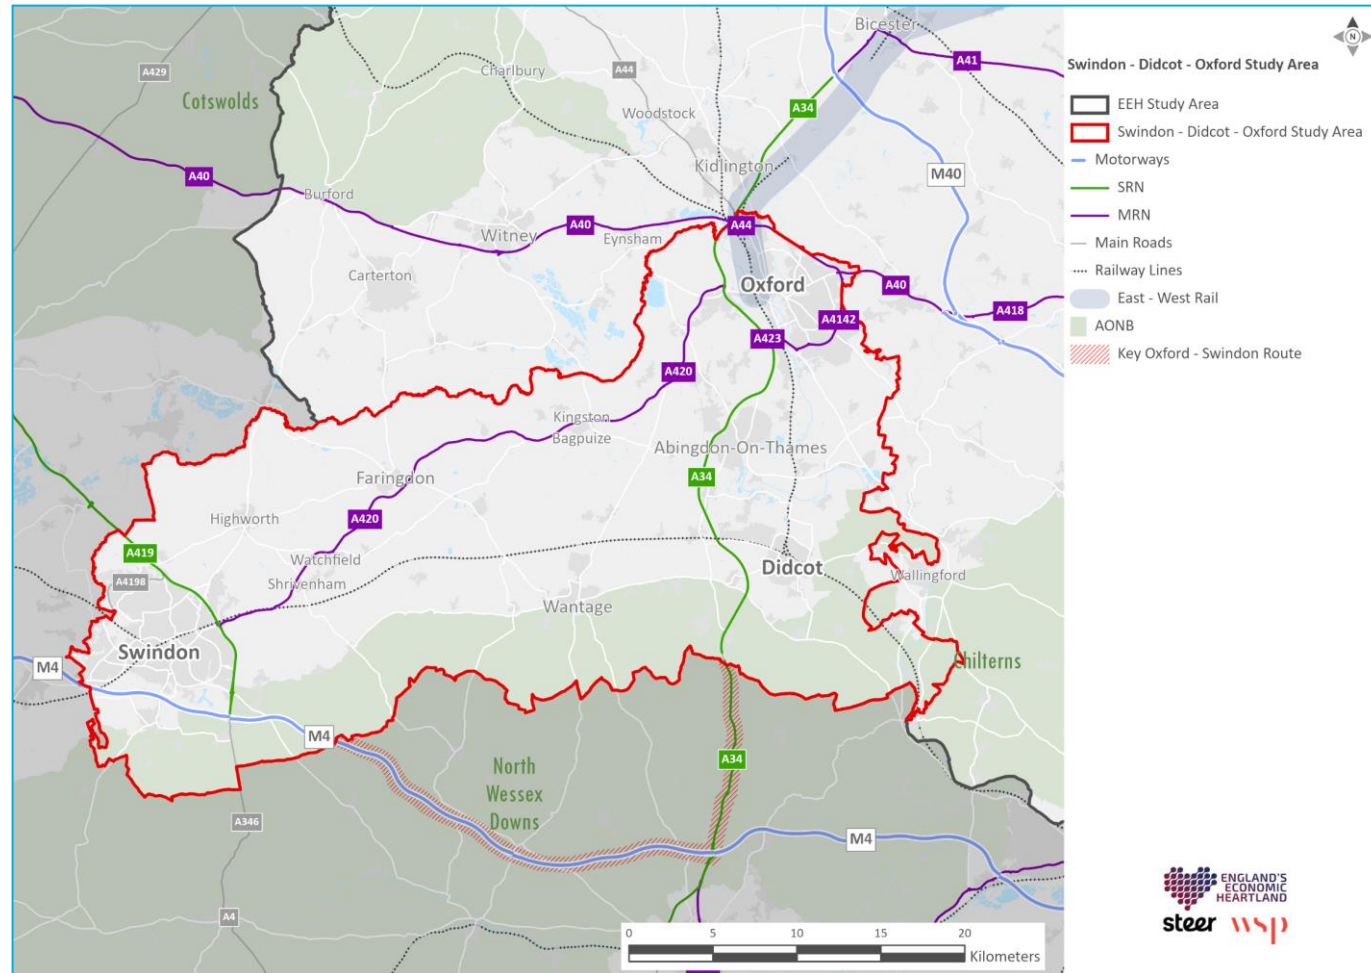 Bicester
A429
A44
A41
Charlbury
Cotswolds
A34
Woodstock
Kidlington
A40
M40
Burford
A40
A44
Witney
Eynsham
Carterton
Oxford
A40
A418
A4142
A423
A420
Kingston
Bagpuize
Abingdon-On-Thames
Faringdon
A34
Highworth
A420
A419
Watchfield
Didcot
A4198
Shrivenham
Wallingford
Wantage
Swindon
M4
Chilterns
M4
North
Wessex
Downs
A34
A346
M4
A4
0 5 10 15 20
Kilometers
N
Swindon - Didcot - Oxford Study Area
EEH Study Area
Swindon - Didcot - Oxford Study Area
Motorways
SRN
MRN
Main Roads
Railway Lines
East - West Rail
AONB
Key Oxford - Swindon Route
ENGLAND'S
ECONOMIC
HEARTLAND
steer wsp